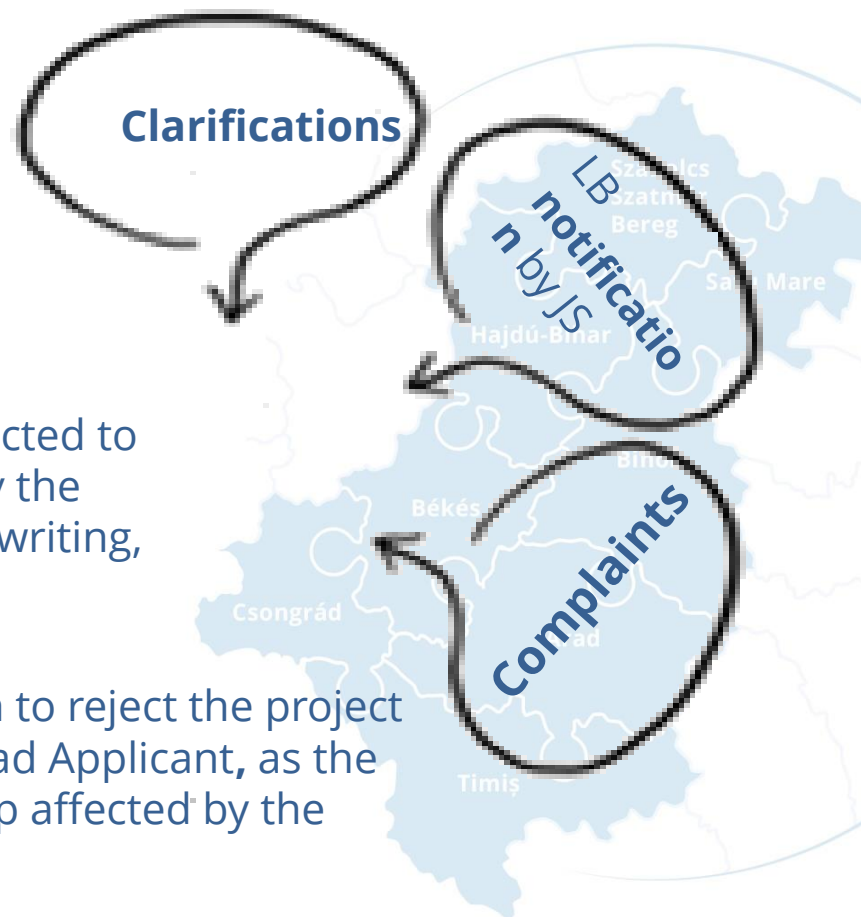 Clarifications
LB
notificatio
n by JS
Satu Mare
Hajdú-Bihar
cted to
the
writing,
Békés
Complaints
Csongrád
to reject the project
ad Applicant, as the
Timiș
p affected by the